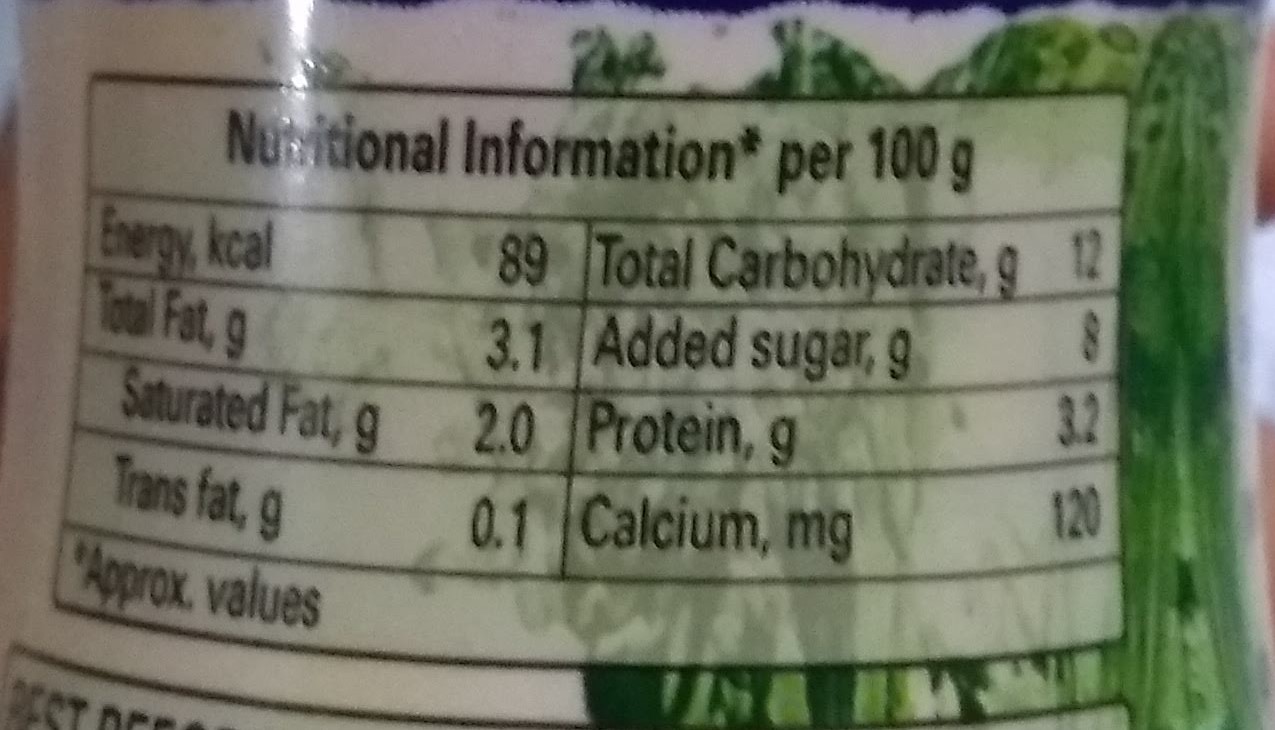 Nutritional Information* per 100 g
Energy, kcal 89 Total Carbohydrate, g 12
Total Fat, g 3.1 Added sugar, g 8
Saturated Fat, g 2.0 Protein, g 3.2
Trans fat, g 0.1 Calcium, mg 120
*Approx. values
BEST